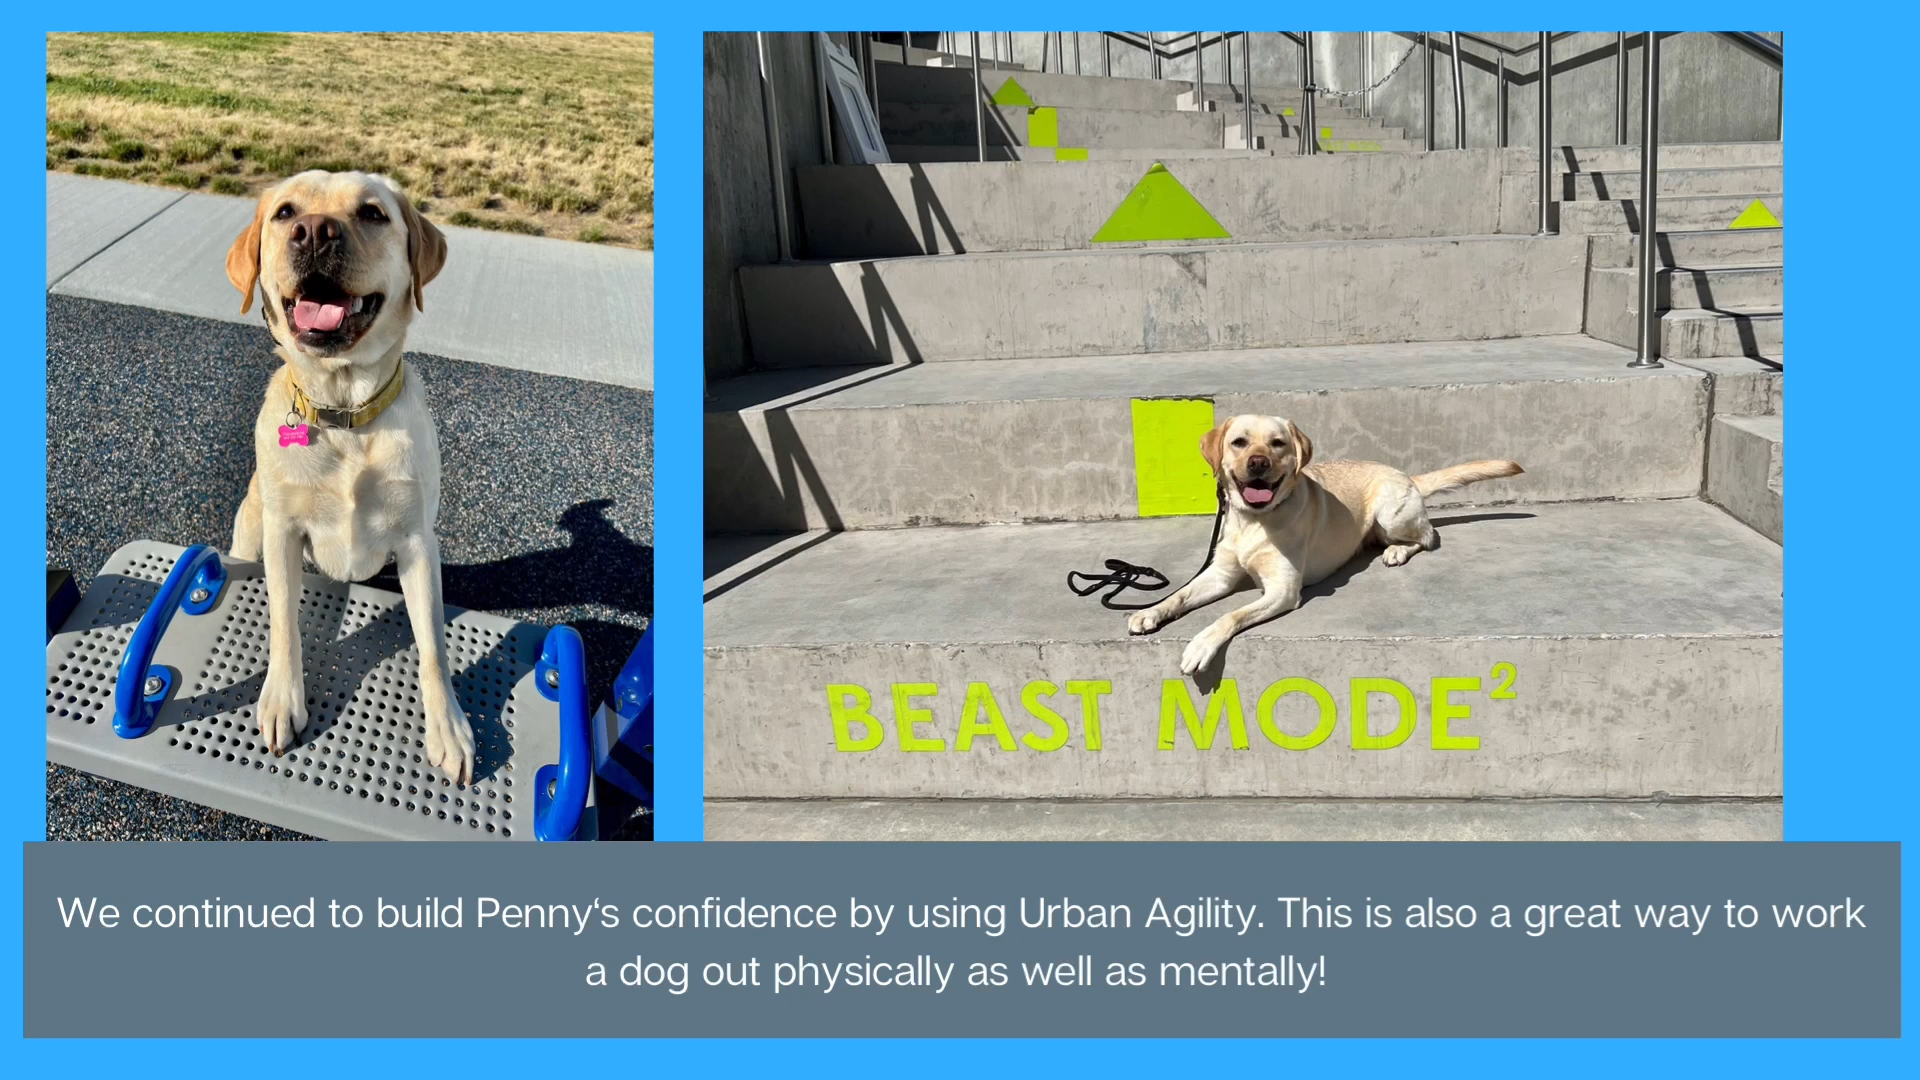 BEAST MODE²
We continued to build Penny‘s confidence by using Urban Agility. This is also a great way to work
a dog out physically as well as mentally!